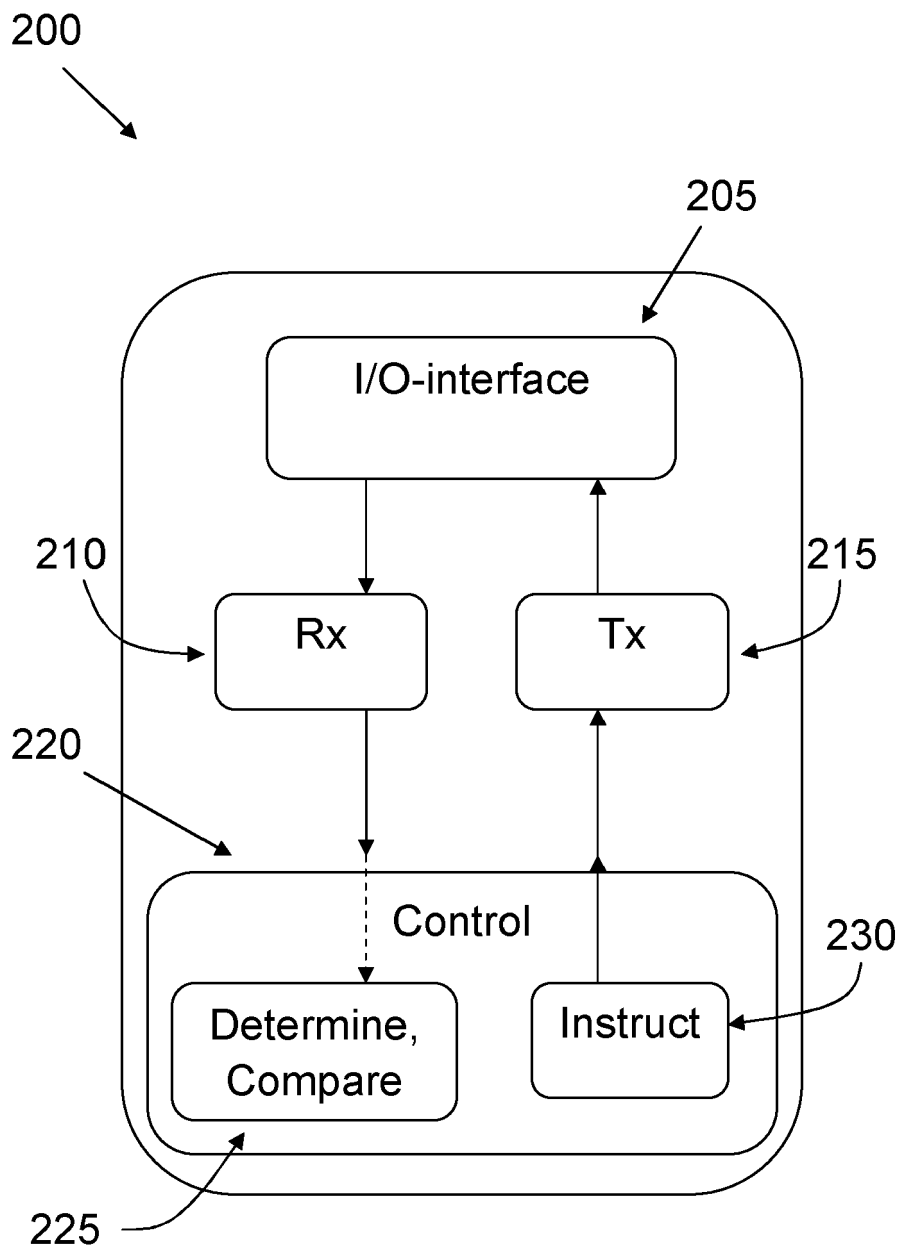 200
205
I/O-interface
210
215
Rx
Tx
220
Control
230
Determine,
Compare
Instruct
225